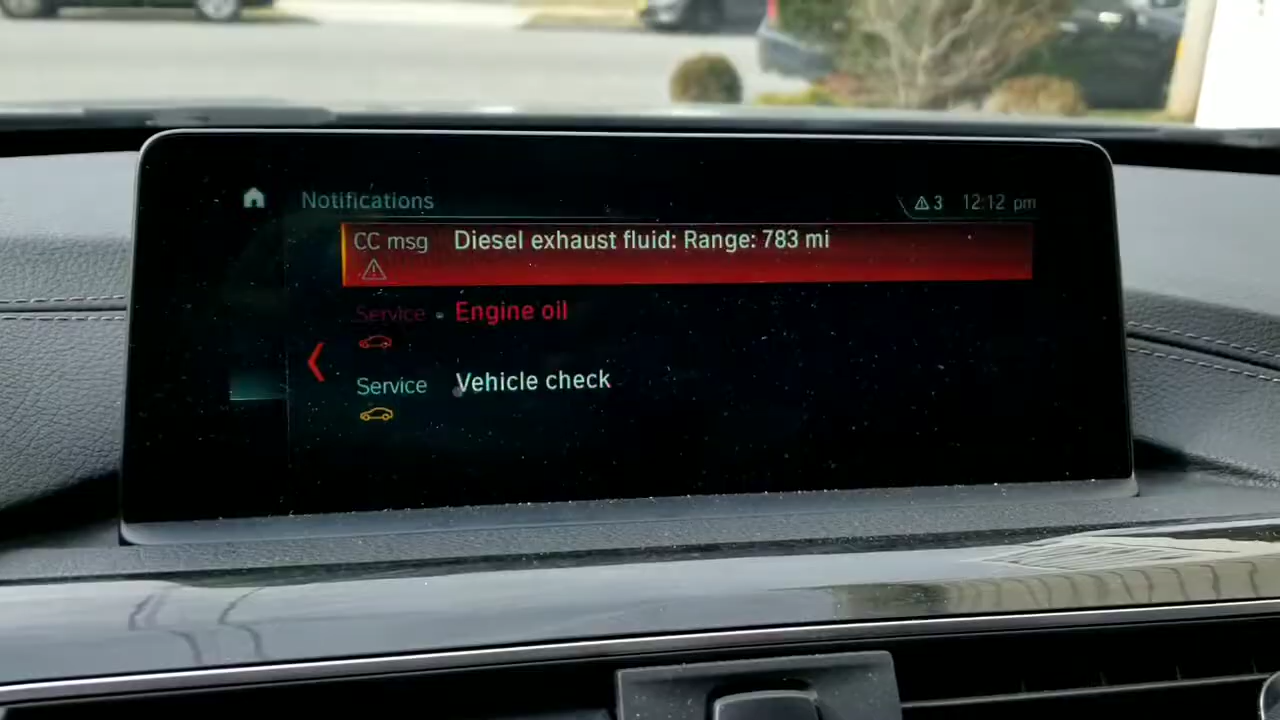 Notifications
3 12:12 pm
CC msg Diesel exhaust fluid: Range: 783 mi
Service Engine oil
Service Vehicle check